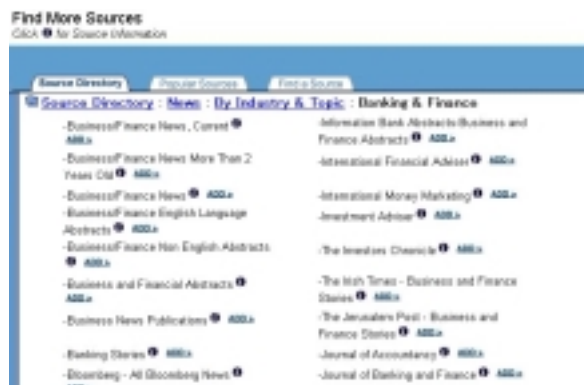 Find More Sources
Click for Source Information
Source Directory
Popular Sources
Find a Source
Source Directory : News : By Industry & Topic : Banking & Finance
-Business/Finance News, Current
ADD »
-Business/Finance News More Than 2
Years Old ADD »
-Business/Finance News ADD »
-Business/Finance English Language
Abstracts ADD »
-Business/Finance Non English Abstracts
ADD »
-Business and Financial Abstracts
ADD »
-Business News Publications ADD »
-Banking Stories ADD »
-Bloomberg - All Bloomberg News
-Information Bank Abstracts Business and
Finance Abstracts ADD »
-International Financial Adviser ADD »
-International Money Marketing ADD »
-Investment Adviser ADD »
-The Investors Chronicle ADD »
-The Irish Times - Business and Finance
Stories ADD »
-The Jerusalem Post - Business and
Finance Stories ADD »
-Journal of Accountancy ADD »
-Journal of Banking and Finance ADD »